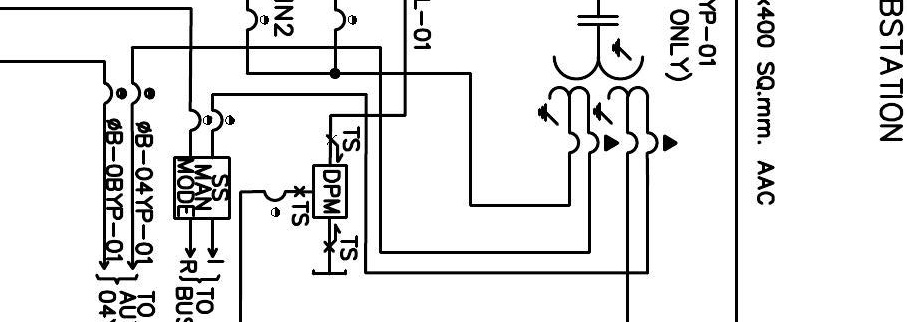 BSTATION
x400 SQ.mm. AAC
YP-01
ONLY)
L-01
IN2
TS
DPM
TS
TS
SS
MAN
MODE
ØB-04YP-01
ØB-0BYP-01
I
R
TO
BUS
TO
AU
04